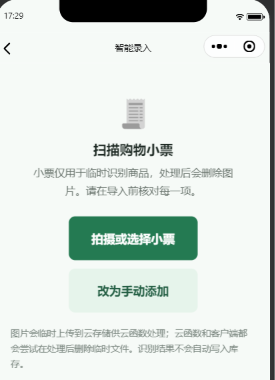 17:29
智能录入
扫描购物小票
小票仅用于临时识别商品，处理后会删除图
片。请在导入前核对每一项。
拍摄或选择小票
改为手动添加
图片会临时上传到云存储供云函数处理；云函数和客户端都
会尝试在处理后删除临时文件。识别结果不会自动写入库
存。